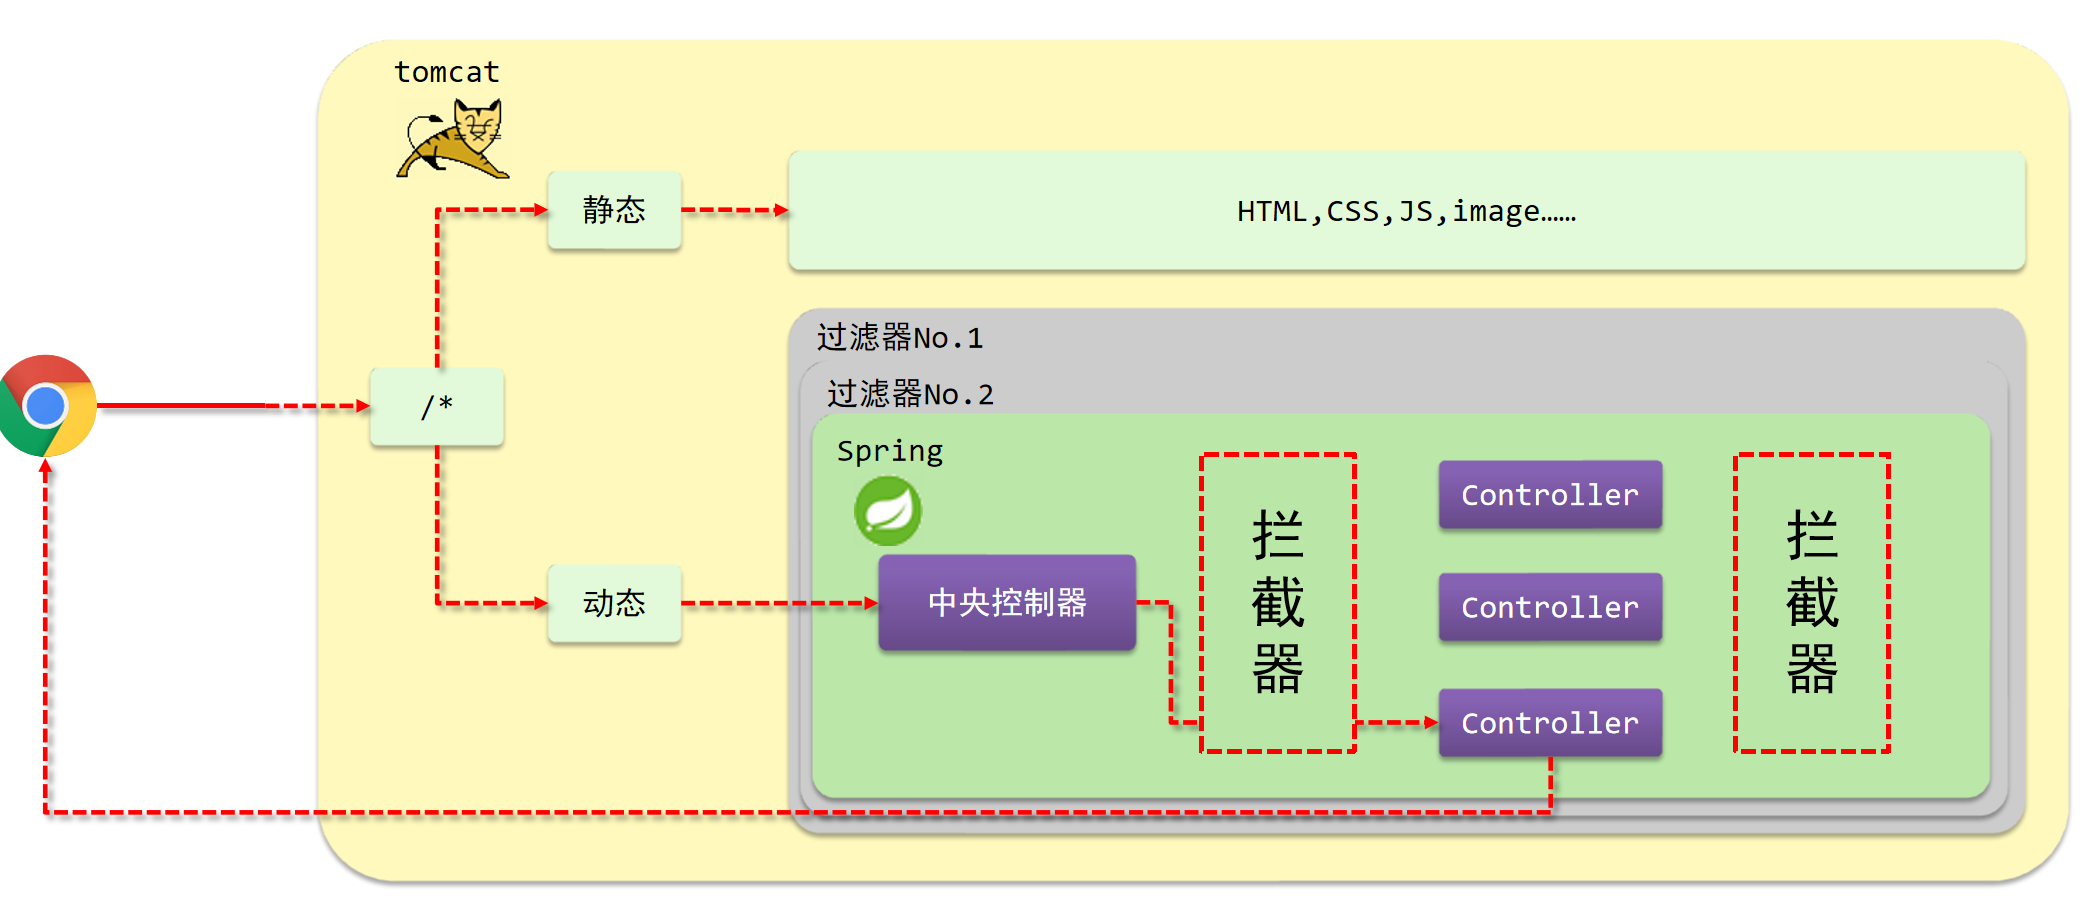 tomcat
静态
HTML,CSS,JS,image……
过滤器No.1
/*
过滤器No.2
Spring
动态
中央控制器
拦截器
Controller
Controller
Controller
拦截器